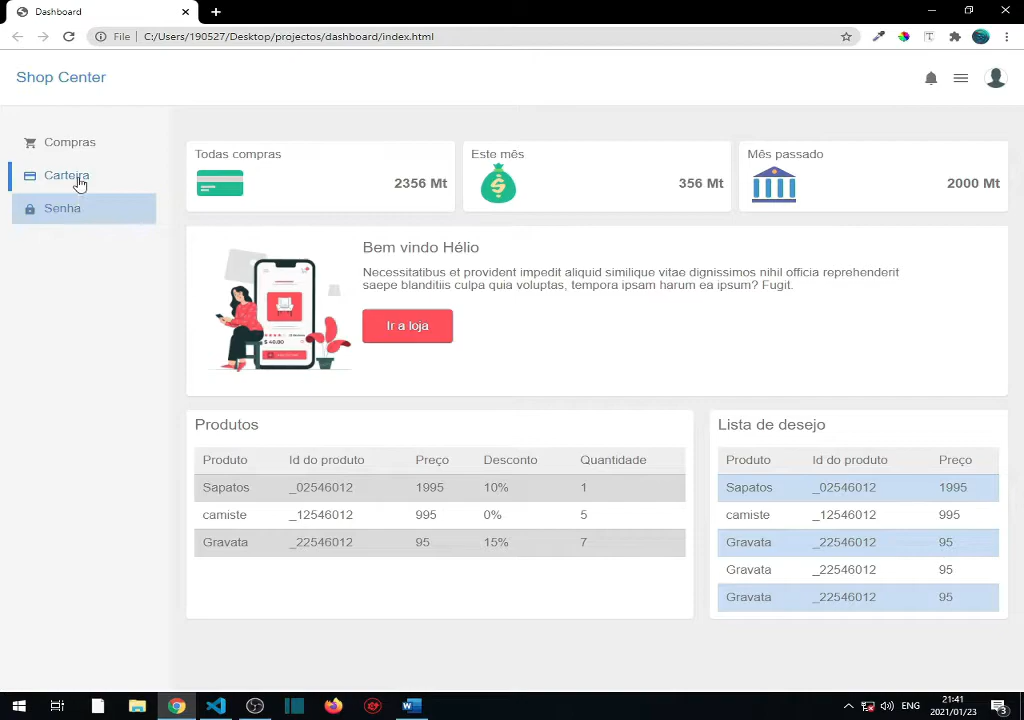 Dashboard
File | C:/Users/190527/Desktop/projectos/dashboard/index.html
Shop Center
Compras
Carteira
Senha
Todas compras
2356 Mt
Este mês
356 Mt
Mês passado
2000 Mt
Bem vindo Hélio
Necessitatibus et provident impedit aliquid similique vitae dignissimos nihil officia reprehenderit
saepe blanditiis culpa quia voluptas, tempora ipsam harum ea ipsum? Fugit.
Ir a loja
Produtos
Produto Id do produto Preço Desconto Quantidade
Sapatos _02546012 1995 10% 1
camiste _12546012 995 0% 5
Gravata _22546012 95 15% 7
Lista de desejo
Produto Id do produto Preço
Sapatos _02546012 1995
camiste _12546012 995
Gravata _22546012 95
Gravata _22546012 95
Gravata _22546012 95
ENG
21:41
2021/01/23
3